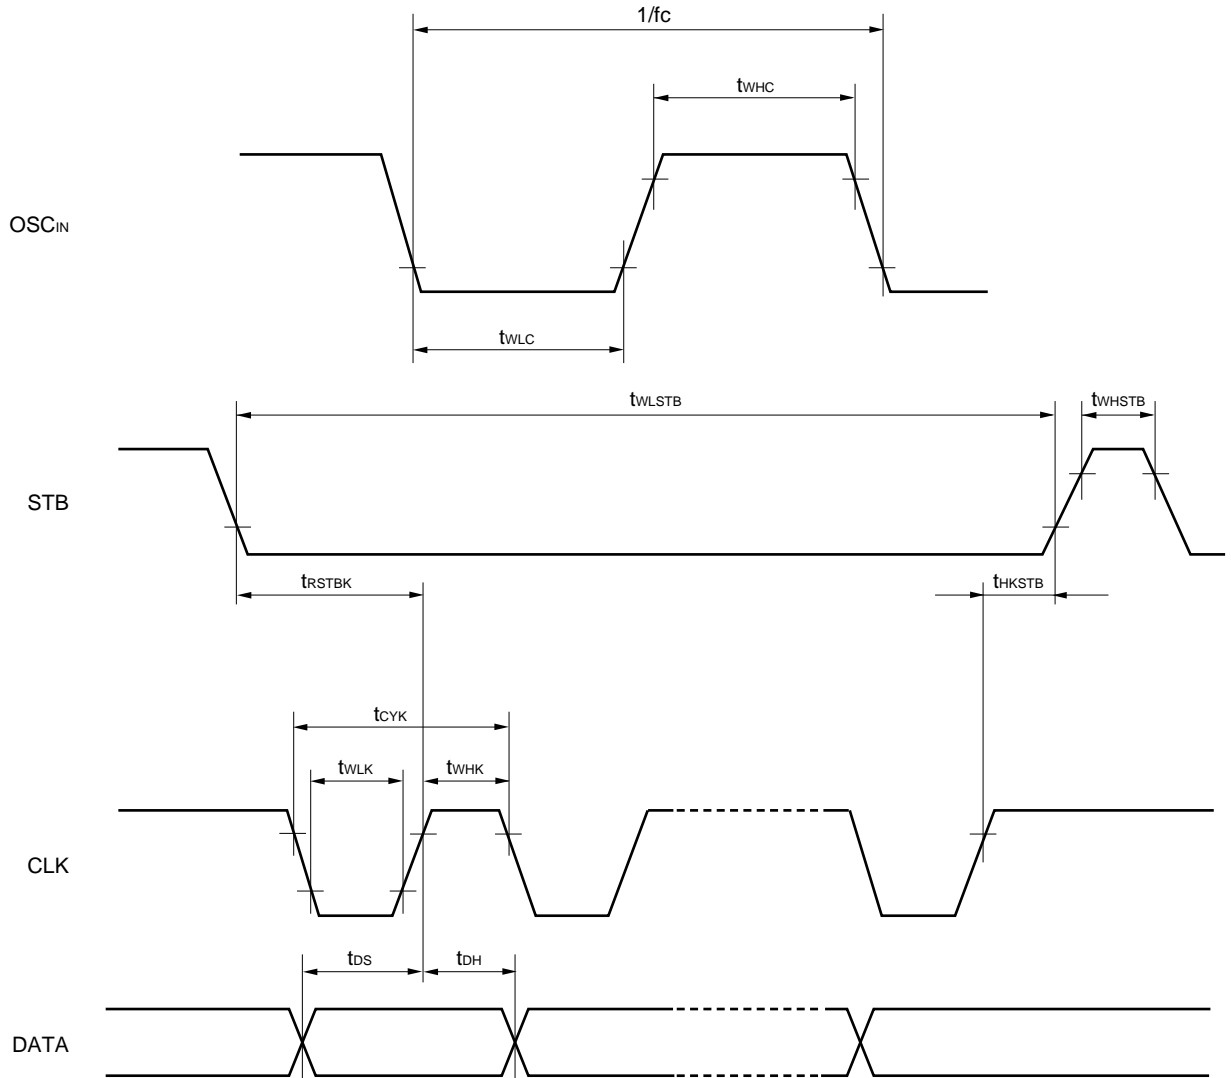 1/fc
tWHC
OSCIN
tWLC
tWLSTB
tWHSTB
STB
tRSTBK
tHKSTB
tCYK
tWLK
tWHK
CLK
tDS
tDH
DATA